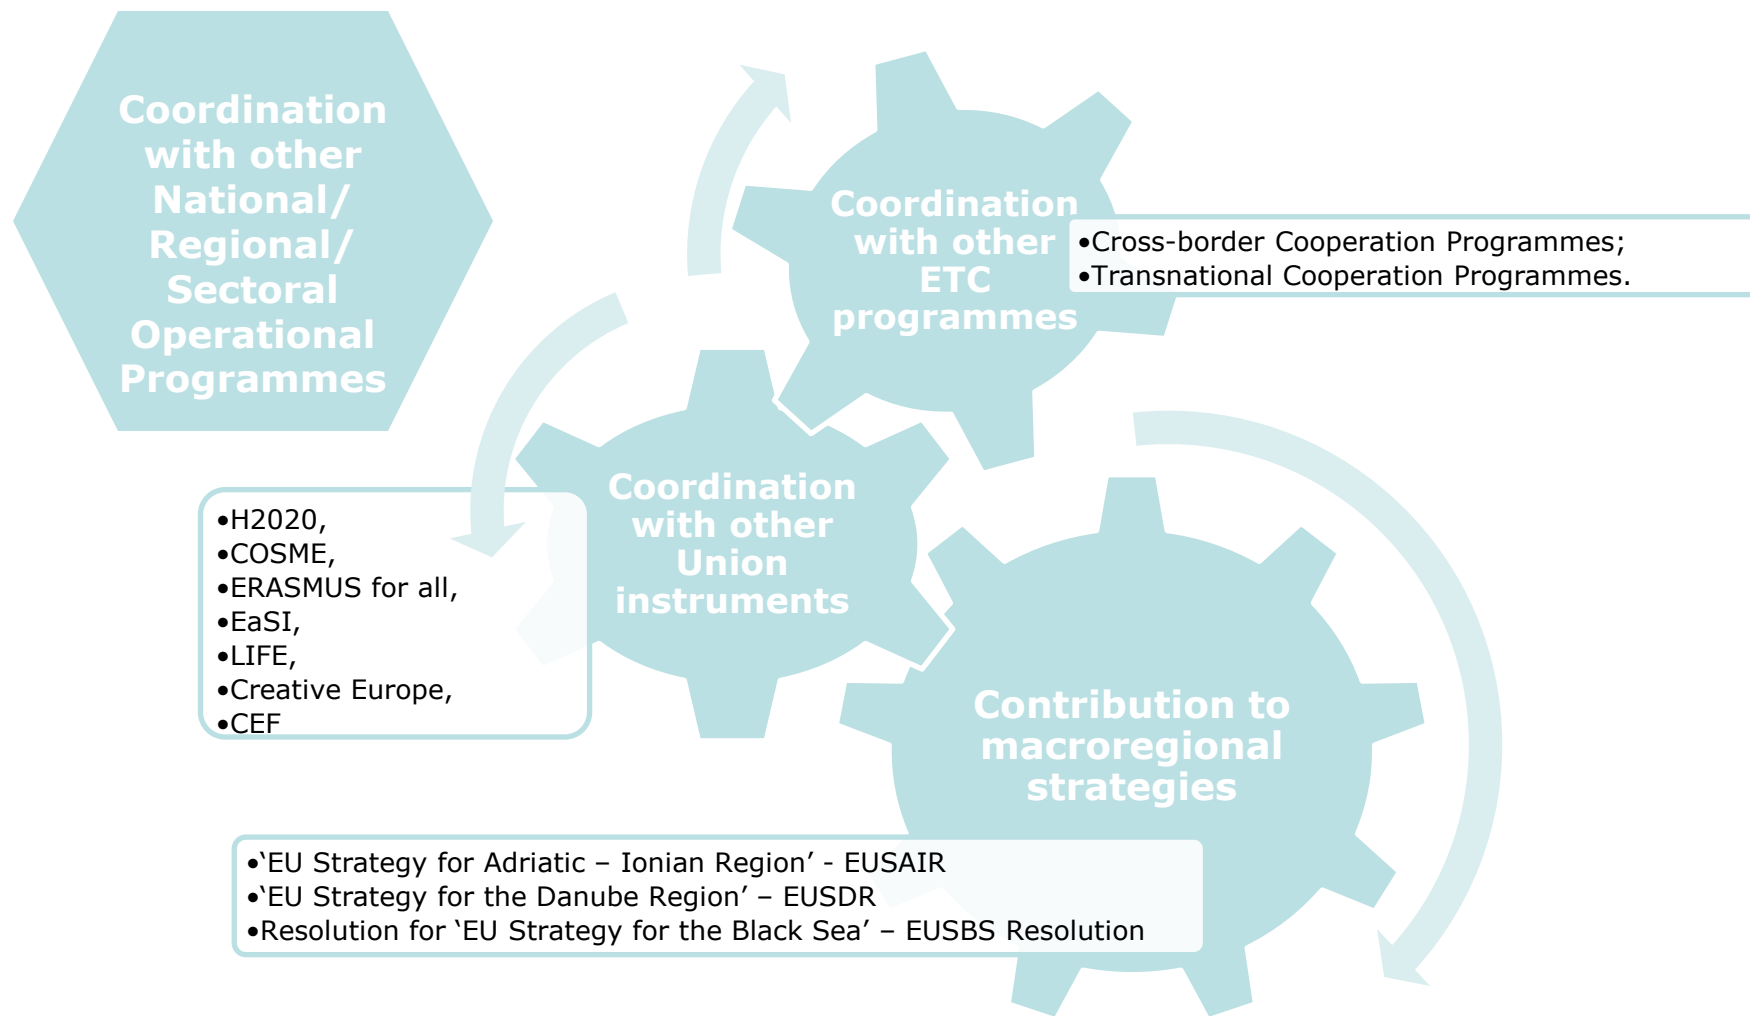 Coordination
with other
National/
Regional/
Sectoral
Operational
Programmes
Coordination
with other
ETC
programmes
•Cross-border Cooperation Programmes;
•Transnational Cooperation Programmes.
Coordination
with other
Union
instruments
•H2020,
•COSME,
•ERASMUS for all,
•EaSI,
•LIFE,
•Creative Europe,
•CEF
Contribution to
macroregional
strategies
•‘EU Strategy for Adriatic – Ionian Region’ - EUSAIR
•‘EU Strategy for the Danube Region’ – EUSDR
•Resolution for ‘EU Strategy for the Black Sea’ – EUSBS Resolution